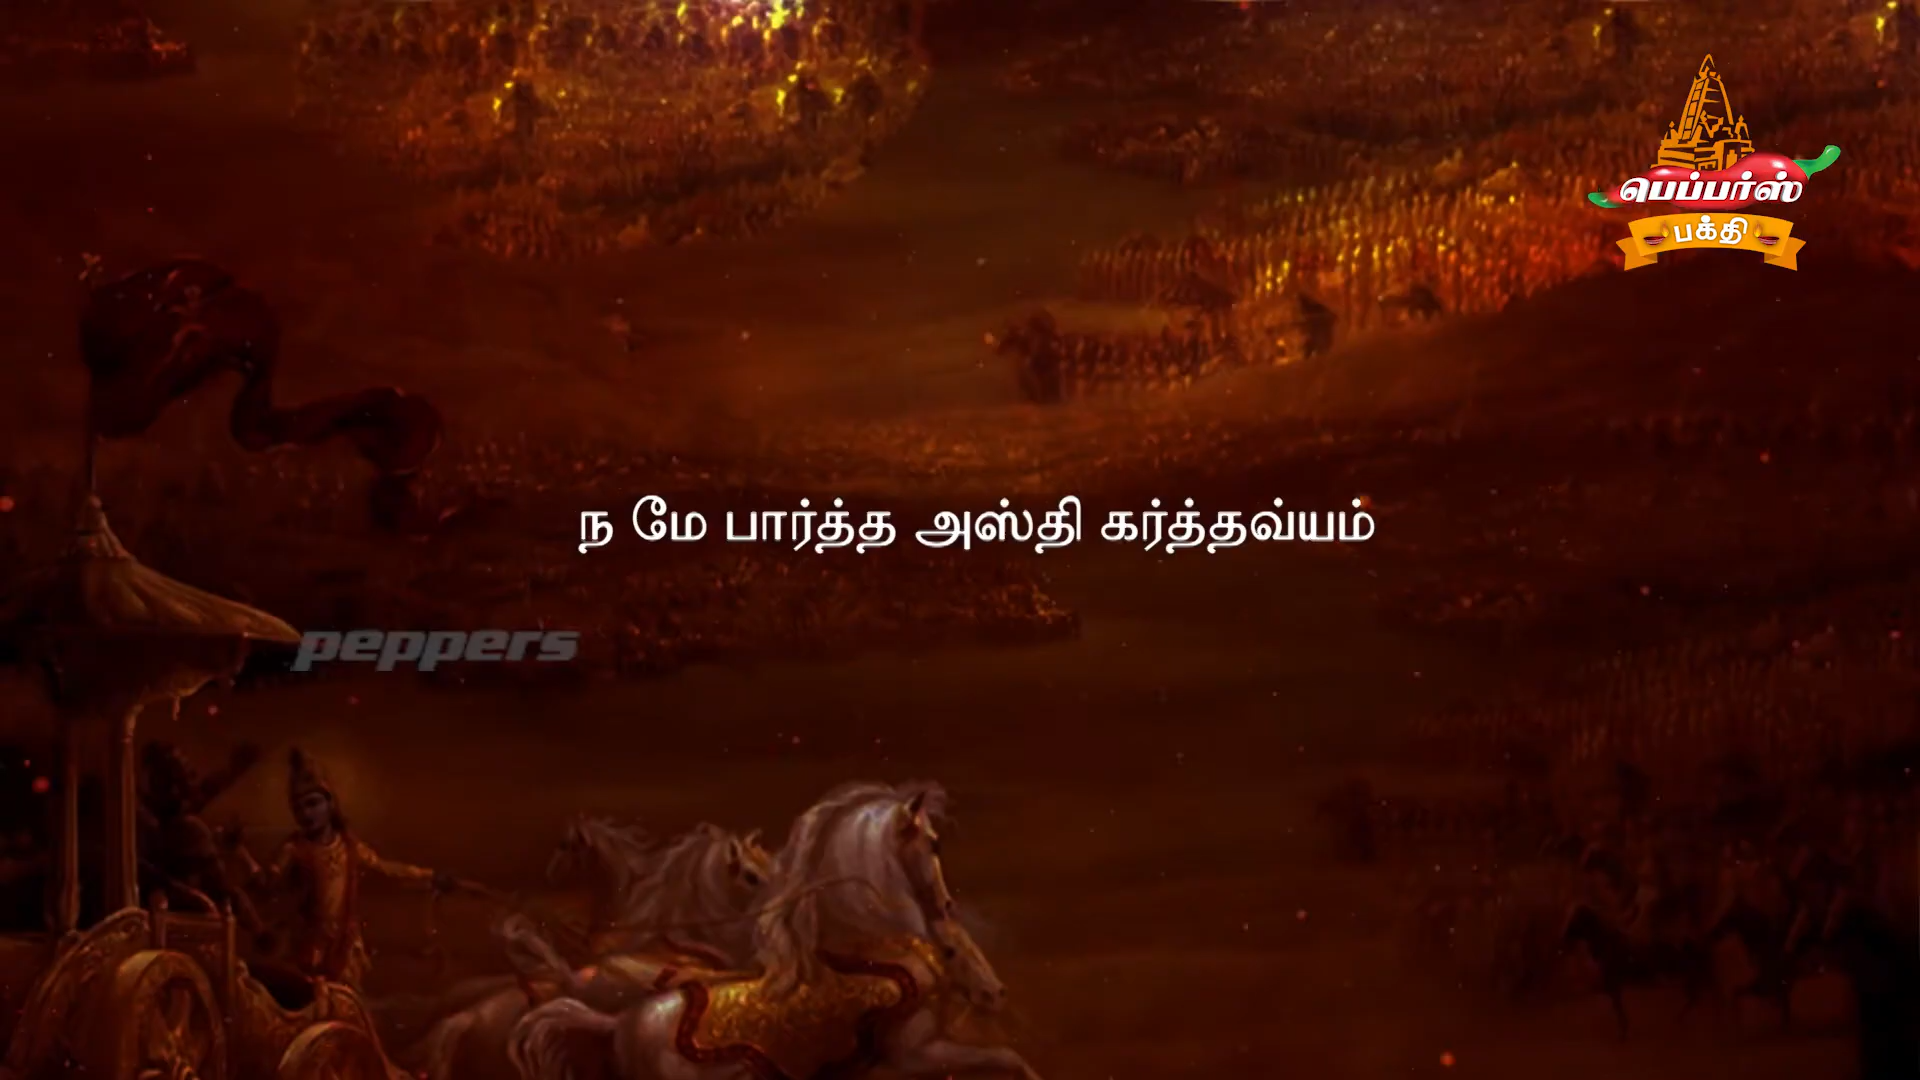 பெப்பர்ஸ்
பக்தி
ந மே பார்த்த அஸ்தி கர்த்தவ்யம்
peppers